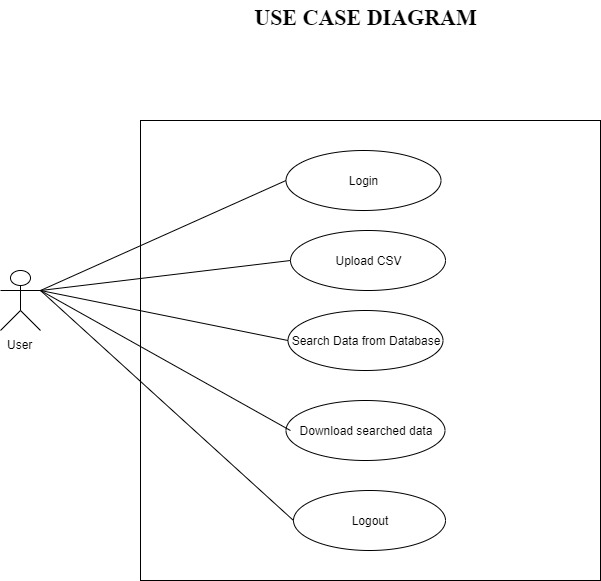 USE CASE DIAGRAM
Login
Upload CSV
Search Data from Database
User
Download searched data
Logout